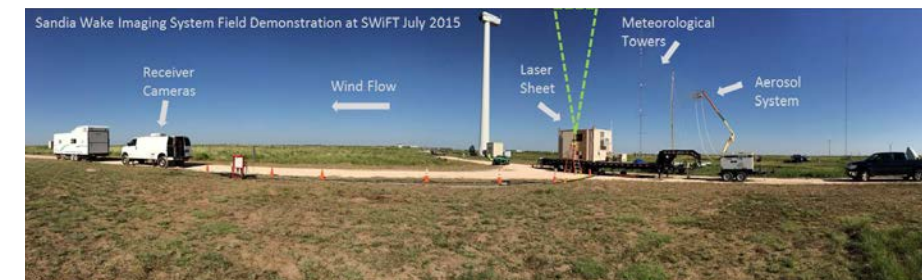 Sandia Wake Imaging System Field Demonstration at SWiFT July 2015
Meteorological
Towers
Receiver
Cameras
Wind Flow
Laser
Sheet
Aerosol
System